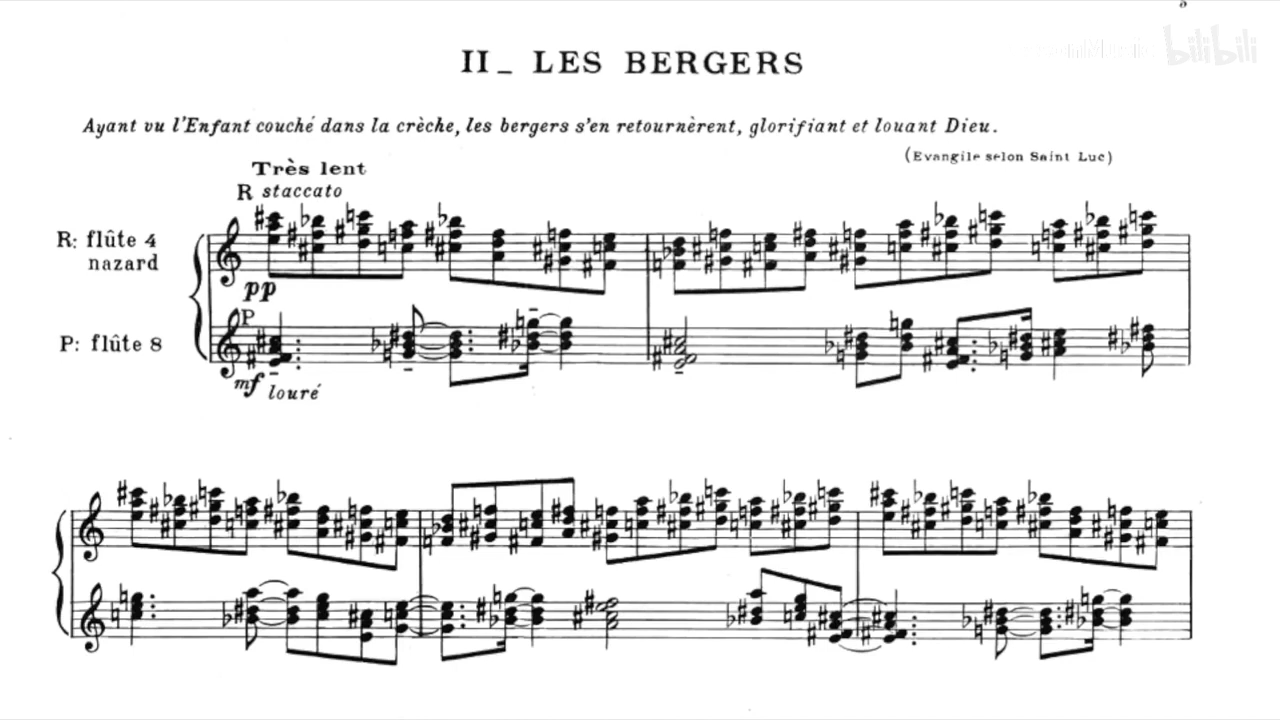 bilibili
II_ LES BERGERS
Ayant vu l'Enfant couché dans la crèche, les bergers s'en retournèrent, glorifiant et louant Dieu.
(Evangile selon Saint Luc)
Très lent
R staccato
R: flûte 4
nazard
pp
P
P: flûte 8
mf louré